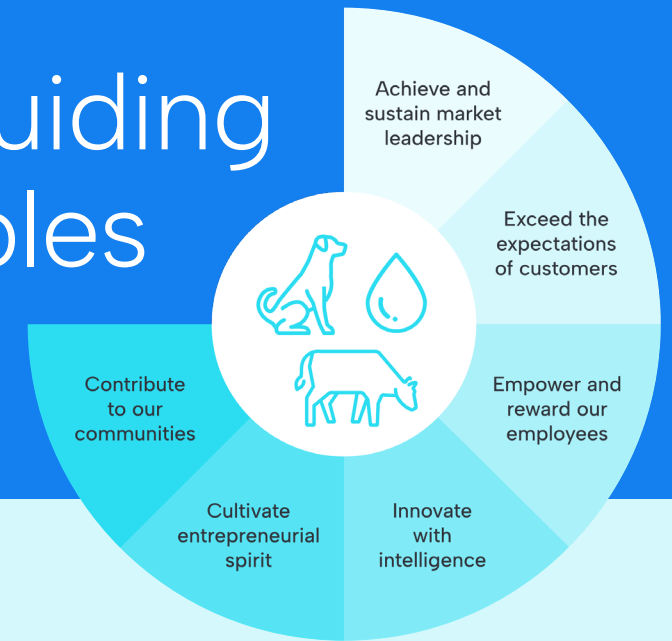 uiding
ples
Achieve and
sustain market
leadership
Exceed the
expectations
of customers
Empower and
reward our
employees
Innovate
with
intelligence
Cultivate
entrepreneurial
spirit
Contribute
to our
communities